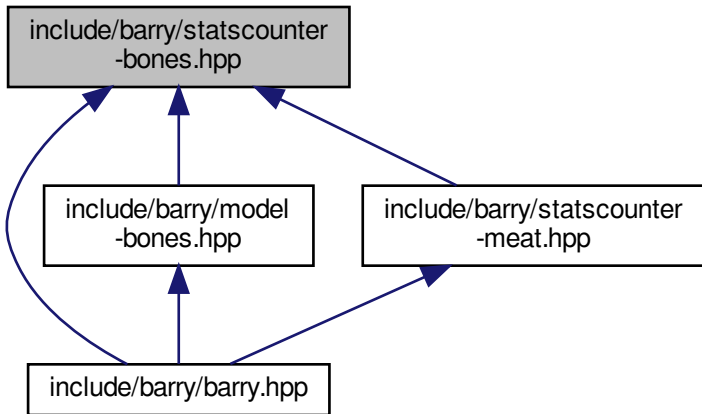 include/barry/statscounter
-bones.hpp
include/barry/model
-bones.hpp
include/barry/statscounter
-meat.hpp
include/barry/barry.hpp